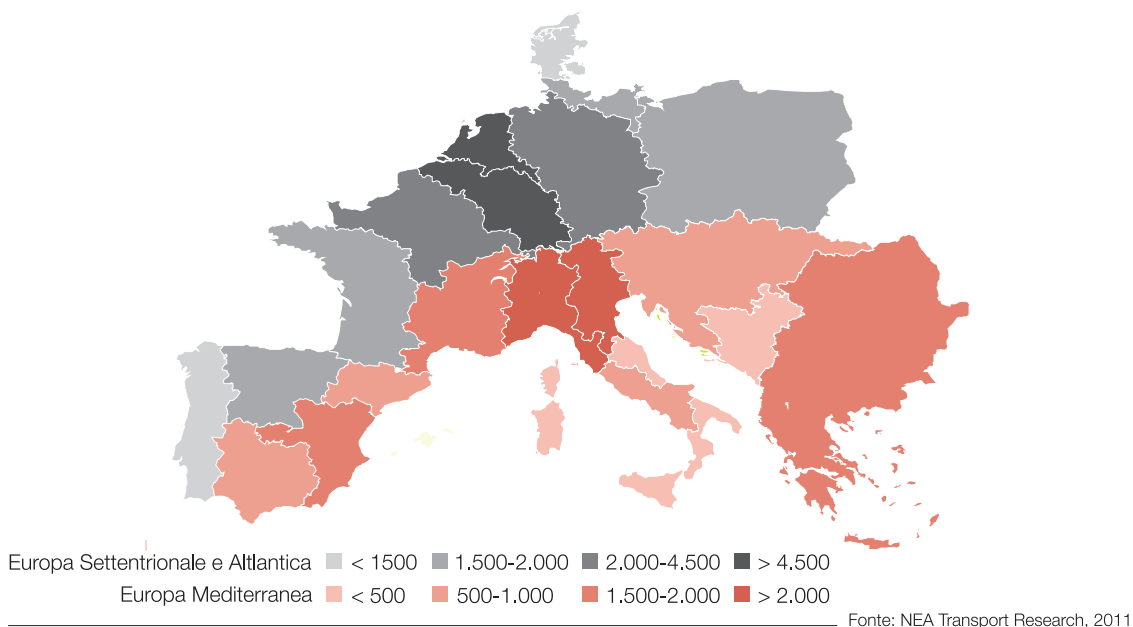 Europa Settentrionale e Altlantica < 1500 1.500-2.000 2.000-4.500 > 4.500
Europa Mediterranea < 500 500-1.000 1.500-2.000 > 2.000
Fonte: NEA Transport Research, 2011